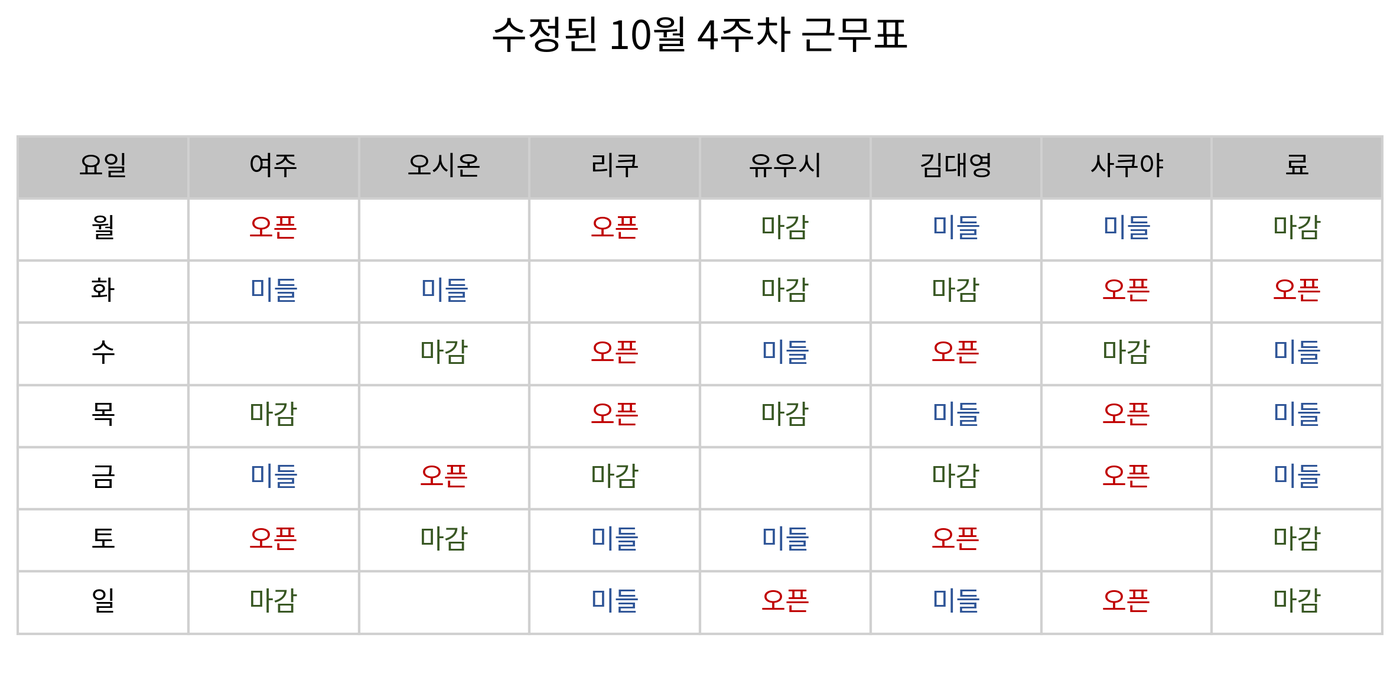 수정된 10월 4주차 근무표
요일 여주 오시온 리쿠 유우시 김대영 사쿠야 료
월 오픈 오픈 마감 미들 미들 마감
화 미들 미들 마감 마감 오픈 오픈
수 마감 오픈 미들 오픈 마감 미들
목 마감 오픈 마감 미들 오픈 미들
금 미들 오픈 마감 마감 오픈 미들
토 오픈 마감 미들 미들 오픈 마감
일 마감 미들 오픈 미들 오픈 마감